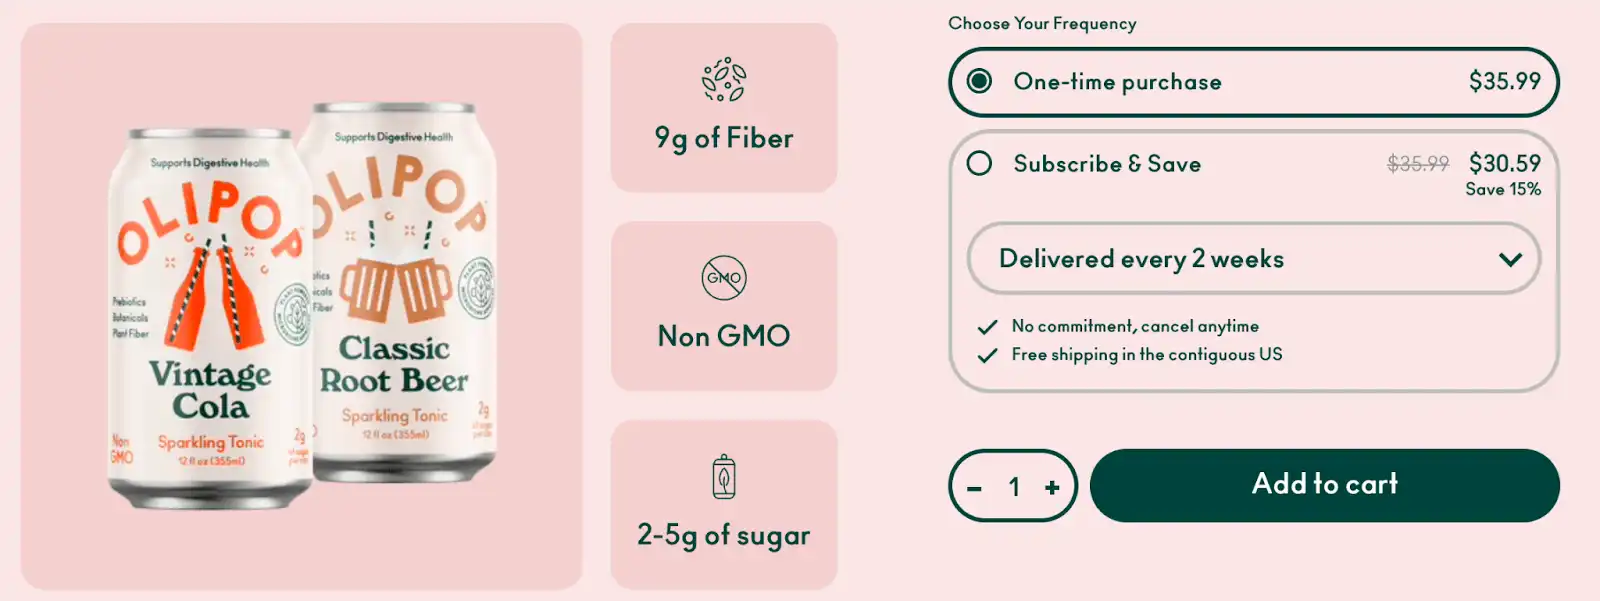 Supports Digestive Health
OLIPOP
Prebiotics
Botanicals
Plant Fiber
Vintage
Cola
Non
GMO
Sparkling Tonic
12 fl oz (355ml)
2g
Supports Digestive Health
OLIPOP
Classic
Root Beer
Sparkling Tonic
12 fl oz (355ml)
2g
9g of Fiber
GMO
Non GMO
2-5g of sugar
Choose Your Frequency
One-time purchase $35.99
Subscribe & Save $35.99 $30.59
Save 15%
Delivered every 2 weeks
No commitment, cancel anytime
Free shipping in the contiguous US
- 1 +
Add to cart